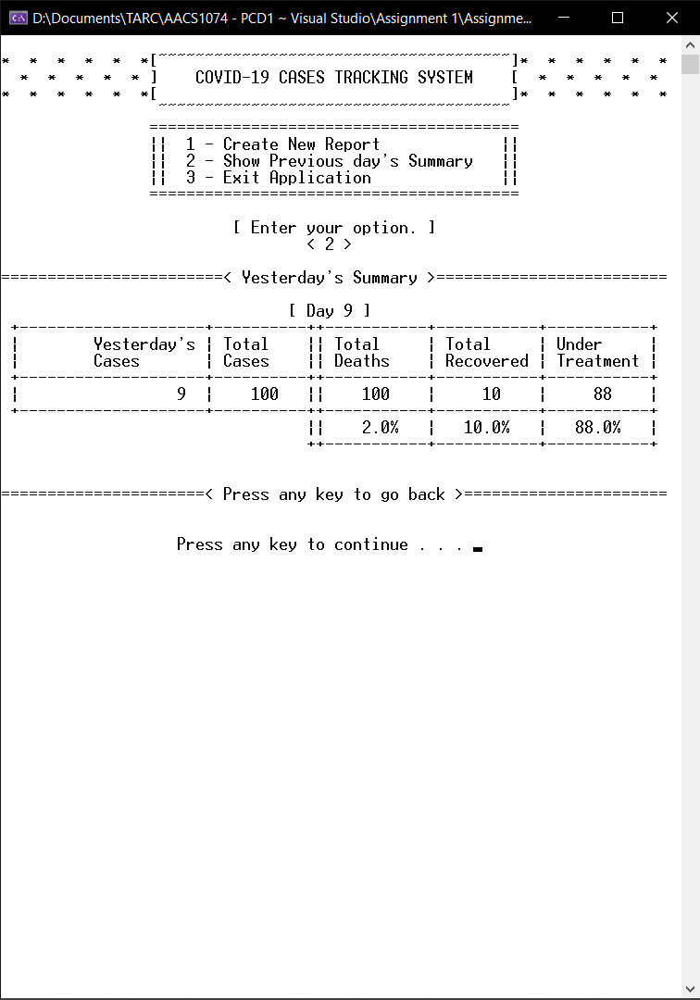 D:\Documents\TARC\AACS1074 - PCD1 ~ Visual Studio\Assignment 1\Assignme...
* * * * * *[~~~~~~~~~~~~~~~~~~~~~~~~~~~~~~~~~~~~~~]* * * * * *
* * * * * ] COVID-19 CASES TRACKING SYSTEM [ * * * * *
* * * * * *[______________________________________]* * * * * *
========================================
|| 1 - Create New Report ||
|| 2 - Show Previous day's Summary ||
|| 3 - Exit Application ||
========================================
[ Enter your option. ]
< 2 >
========================< Yesterday's Summary >=========================
[ Day 9 ]
+--------------------+----------++-----------+-----------+-----------+
| Yesterday's | Total || Total | Total | Under |
| Cases | Cases || Deaths | Recovered | Treatment |
+--------------------+----------++-----------+-----------+-----------+
| 9 | 100 || 100 | 10 | 88 |
+--------------------+----------++-----------+-----------+-----------+
|| 2.0% | 10.0% | 88.0% |
++-----------+-----------+-----------+
======================< Press any key to go back >======================
Press any key to continue . . .